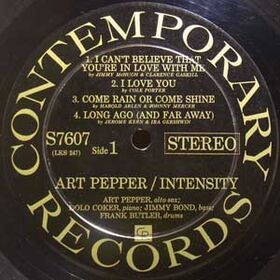 CONTEMPORARY
1. I CAN'T BELIEVE THAT
YOU'RE IN LOVE WITH ME
by JIMMY McHUGH & CLARENCE GASKILL
2. I LOVE YOU
by COLE PORTER
3. COME RAIN OR COME SHINE
by HAROLD ARLEN & JOHNNY MERCER
4. LONG AGO (AND FAR AWAY)
by JEROME KERN & IRA GERSHWIN
S7607
(LKS 247)
Side 1
STEREO
ART PEPPER / INTENSITY
ART PEPPER, alto sax;
DOLO COKER, piano; JIMMY BOND, bass;
FRANK BUTLER, drums
RECORDS